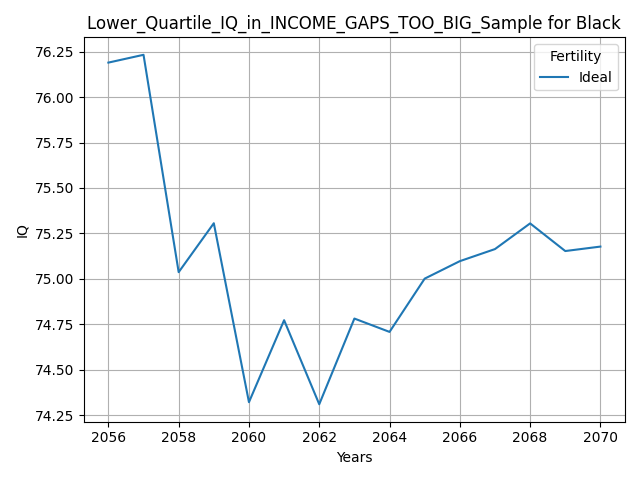 Lower_Quartile_IQ_in_INCOME_GAPS_TOO_BIG_Sample for Black
Fertility
Ideal
76.25
76.00
75.75
75.50
75.25
75.00
74.75
74.50
74.25
IQ
2056 2058 2060 2062 2064 2066 2068 2070
Years